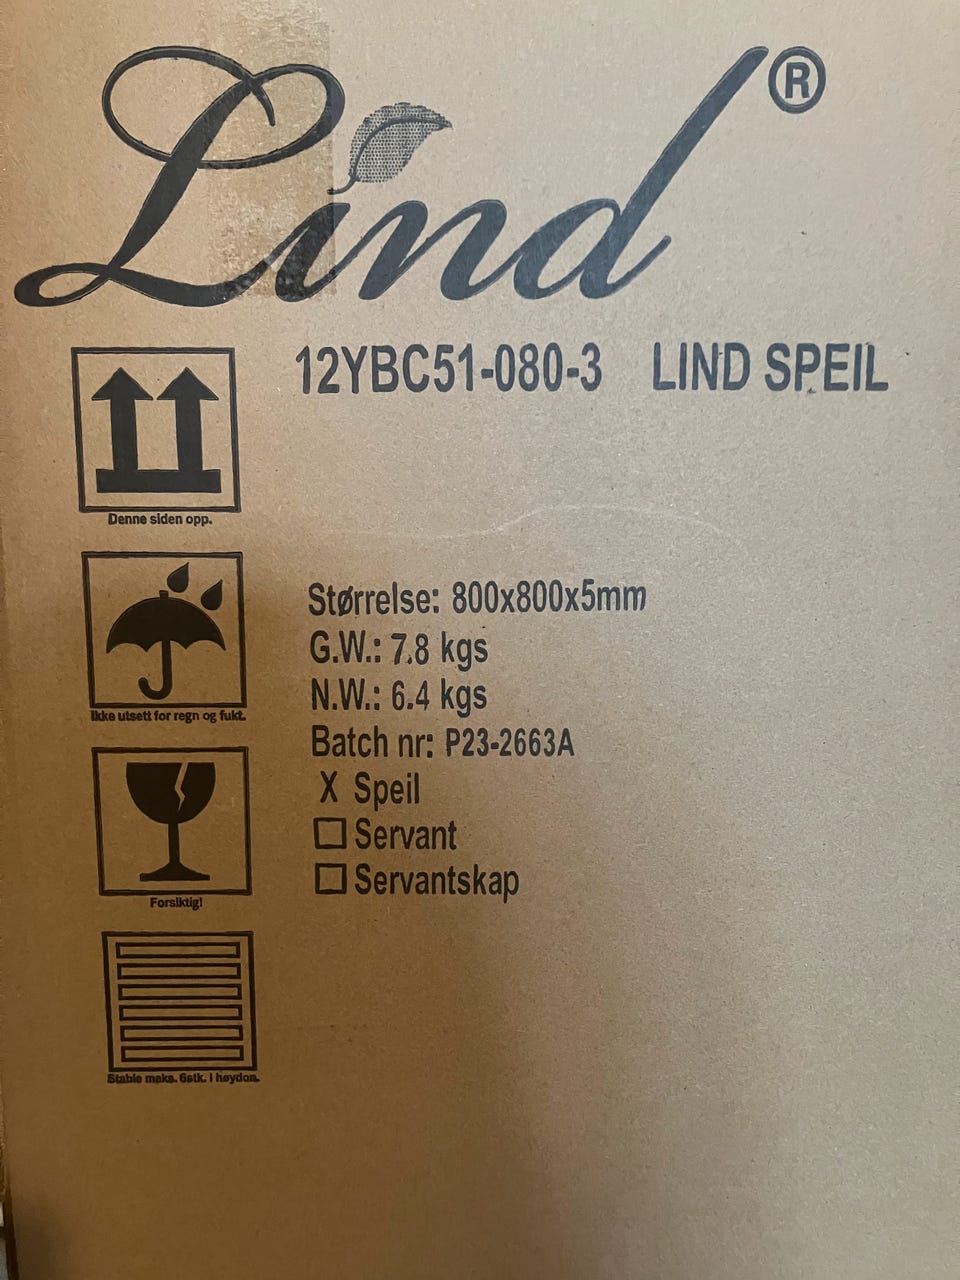 Lind®
12YBC51-080-3 LIND SPEIL
Denne siden opp.
Størrelse: 800x800x5mm
G.W.: 7.8 kgs
N.W.: 6.4 kgs
Ikke utsett for regn og fukt.
Batch nr: P23-2663A
X Speil
Servant
Servantskap
Forsiktig!
Stable maks. 6stk. i høyden.